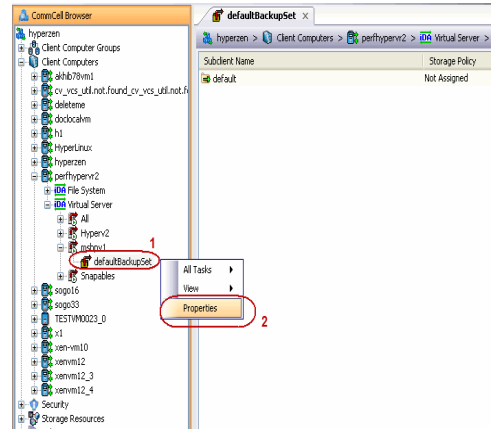 CommCell Browser
hyperzen
Client Computer Groups
Client Computers
akhib78vm1
cv_vcs_util.not.found_cv_vcs_util.not.f
deleteme
doclocalvm
h1
HyperLinux
hyperzen
perfhypervr2
iDA File System
iDA Virtual Server
All
Hyperv2
mshpv1
1
defaultBackupSet
Snapables
sogo16
sogo33
TESTVM0023_0
x1
xen-vm10
xenvm12
xenvm12_3
xenvm12_4
Security
Storage Resources
defaultBackupSet ×
hyperzen > Client Computers > perfhypervr2 > iDA Virtual Server >
Subclient Name Storage Policy
default Not Assigned
All Tasks
View
Properties
2